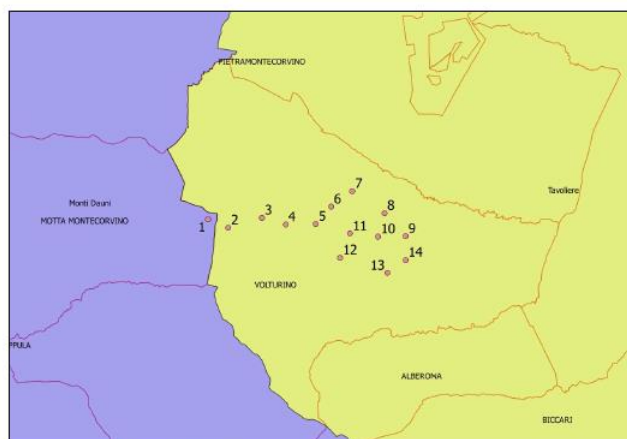 PIETRAMONTECORVINO
7
Monti Dauni
Tavoliere
6
8
3
MOTTA MONTECORVINO
1
2
4
5
11
10
9
12
14
13
VOLTURINO
PPULA
ALBERONA
BICCARI